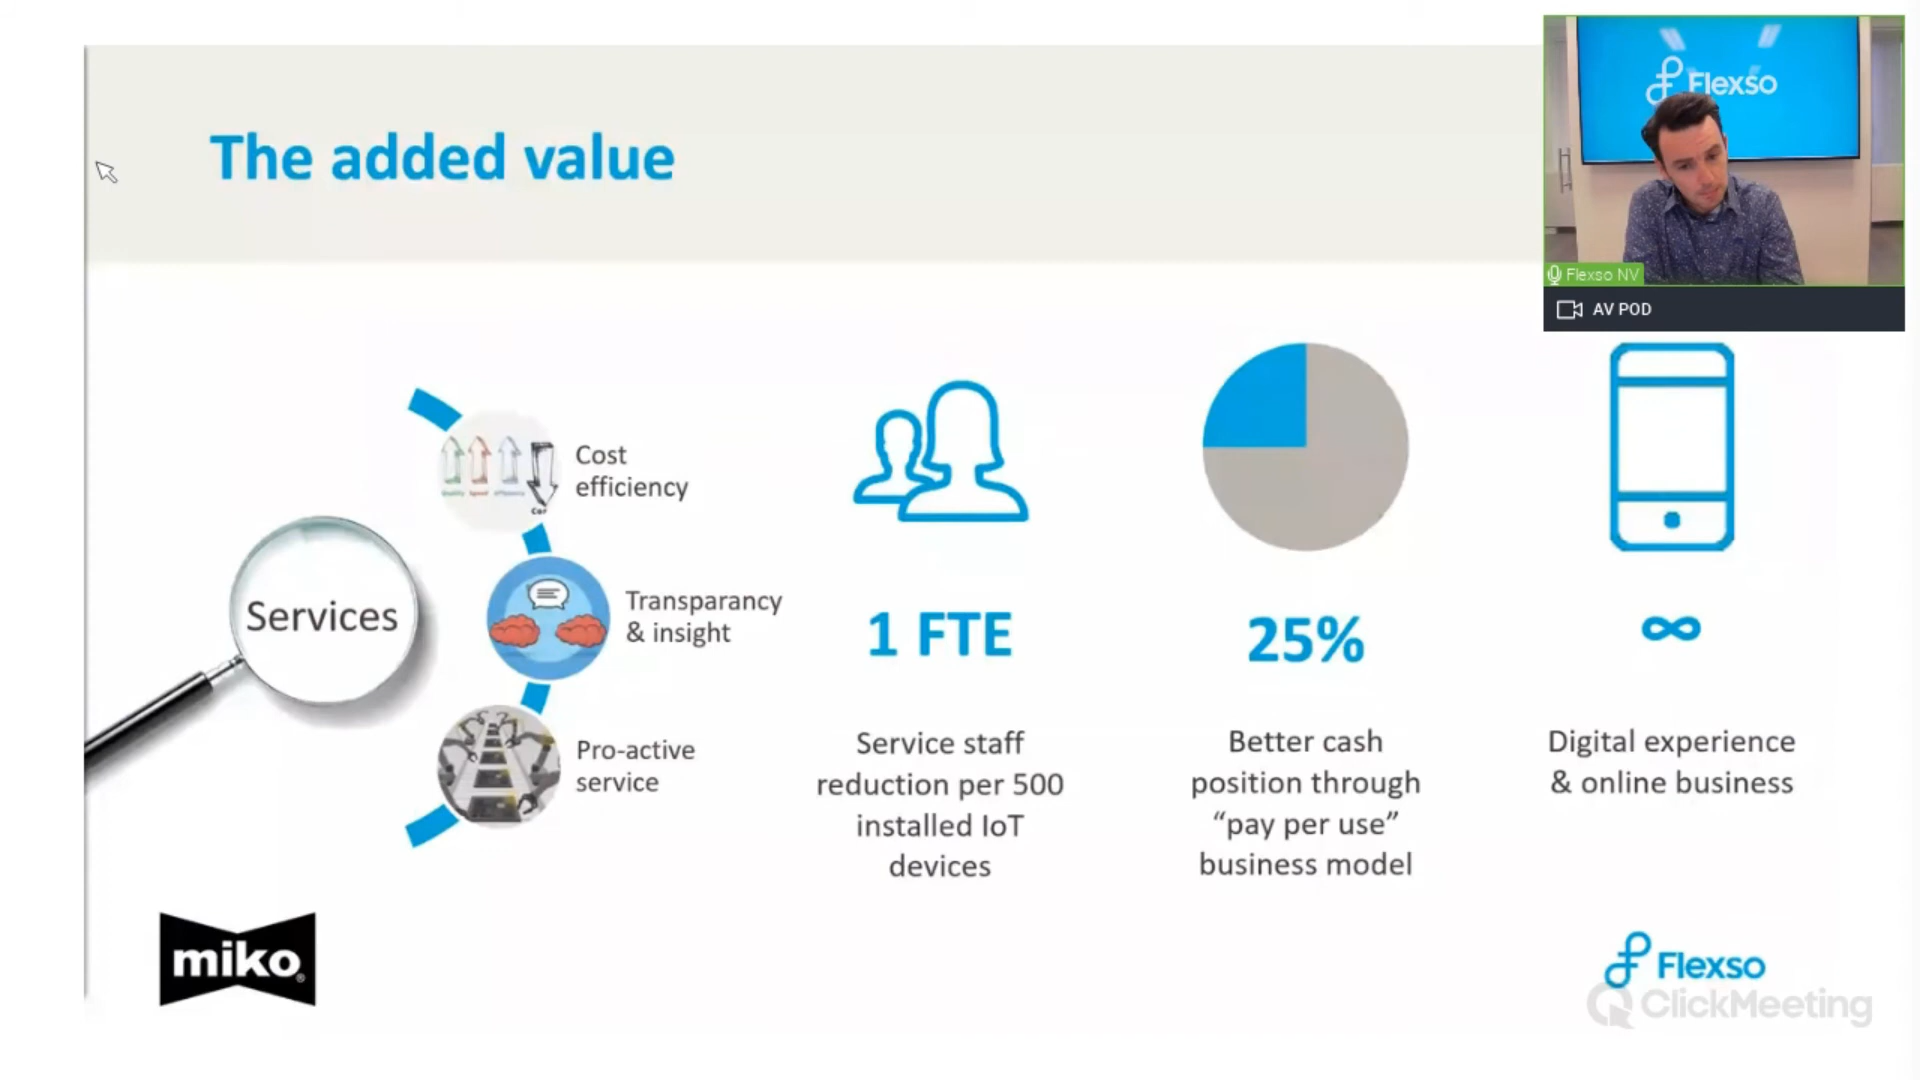 The added value
Flexso
Flexso NV
AV POD
Services
Cost
efficiency
Transparancy
& insight
Pro-active
service
1 FTE
Service staff
reduction per 500
installed IoT
devices
25%
Better cash
position through
“pay per use”
business model
∞
Digital experience
& online business
miko
Flexso
ClickMeeting